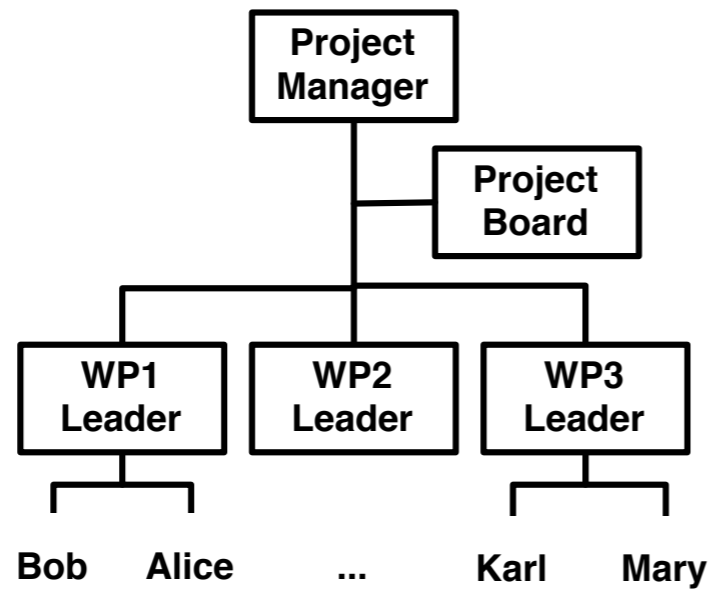 Project
Manager
Project
Board
WP1
Leader
WP2
Leader
WP3
Leader
Bob
Alice
...
Karl
Mary